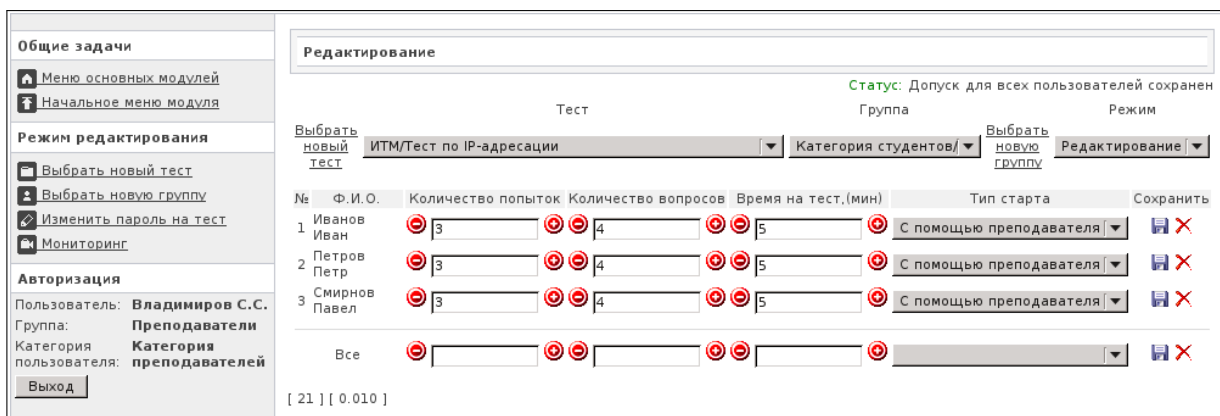 Общие задачи
Меню основных модулей
Начальное меню модуля
Режим редактирования
Выбрать новый тест
Выбрать новую группу
Изменить пароль на тест
Мониторинг
Авторизация
Пользователь: Владимиров С.С.
Группа: Преподаватели
Категория Категория
пользователя: преподавателей
Выход
Редактирование
Статус: Допуск для всех пользователей сохранен
Тест Группа Режим
Выбрать
новый
тест
ИТМ/Тест по IP-адресации
Категория студентов/
Выбрать
новую
группу
Редактирование
№ Ф.И.О. Количество попыток Количество вопросов Время на тест,(мин) Тип старта Сохранить
1 Иванов
Иван
3 4 5 С помощью преподавателя
2 Петров
Петр
3 4 5 С помощью преподавателя
3 Смирнов
Павел
3 4 5 С помощью преподавателя
Все
[ 21 ] [ 0.010 ]